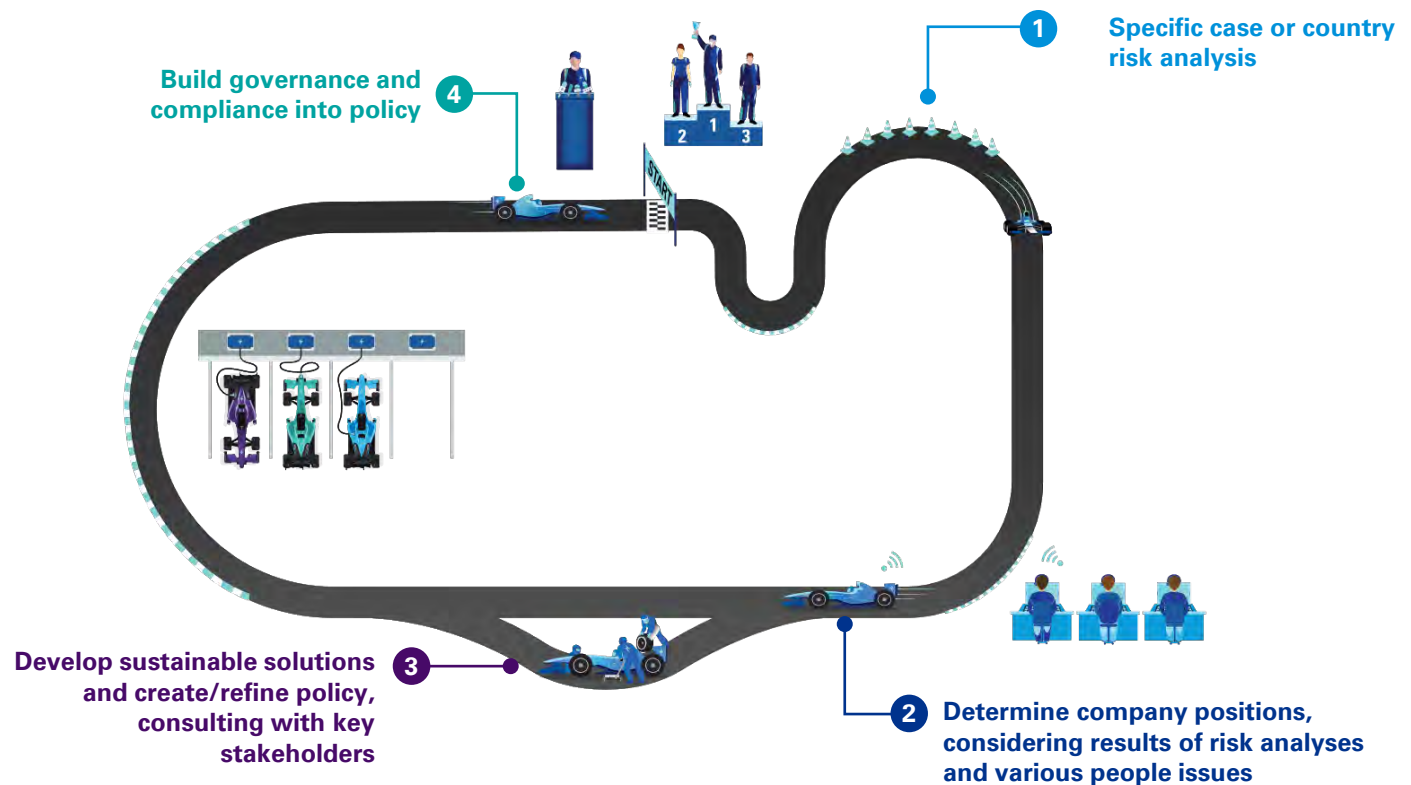 1
Specific case or country
risk analysis
Build governance and
compliance into policy
4
2
1
3
START
Develop sustainable solutions
and create/refine policy,
consulting with key
stakeholders
3
2
Determine company positions,
considering results of risk analyses
and various people issues